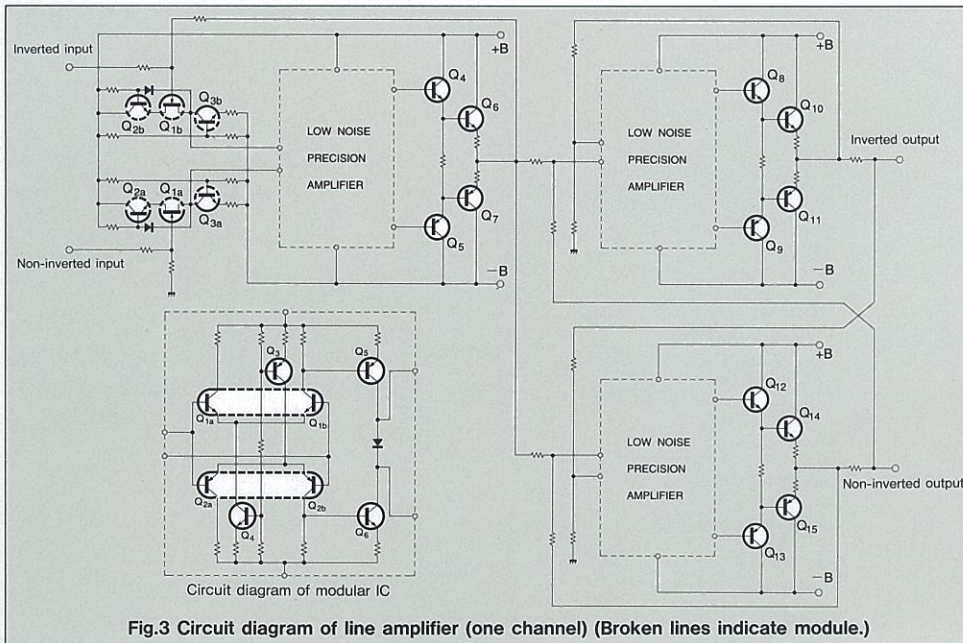 Inverted input
Q3b
Q2b
Q1b
Q2a
Q1a
Q3a
Non-inverted input
LOW NOISE
PRECISION
AMPLIFIER
+B
Q4
Q6
Q7
Q5
−B
LOW NOISE
PRECISION
AMPLIFIER
+B
Q8
Q10
Inverted output
Q11
Q9
−B
Q3
Q5
Q1a
Q1b
Q2a
Q2b
Q4
Q6
Circuit diagram of modular IC
LOW NOISE
PRECISION
AMPLIFIER
+B
Q12
Q14
Non-inverted output
Q15
Q13
−B
Fig.3 Circuit diagram of line amplifier (one channel) (Broken lines indicate module.)